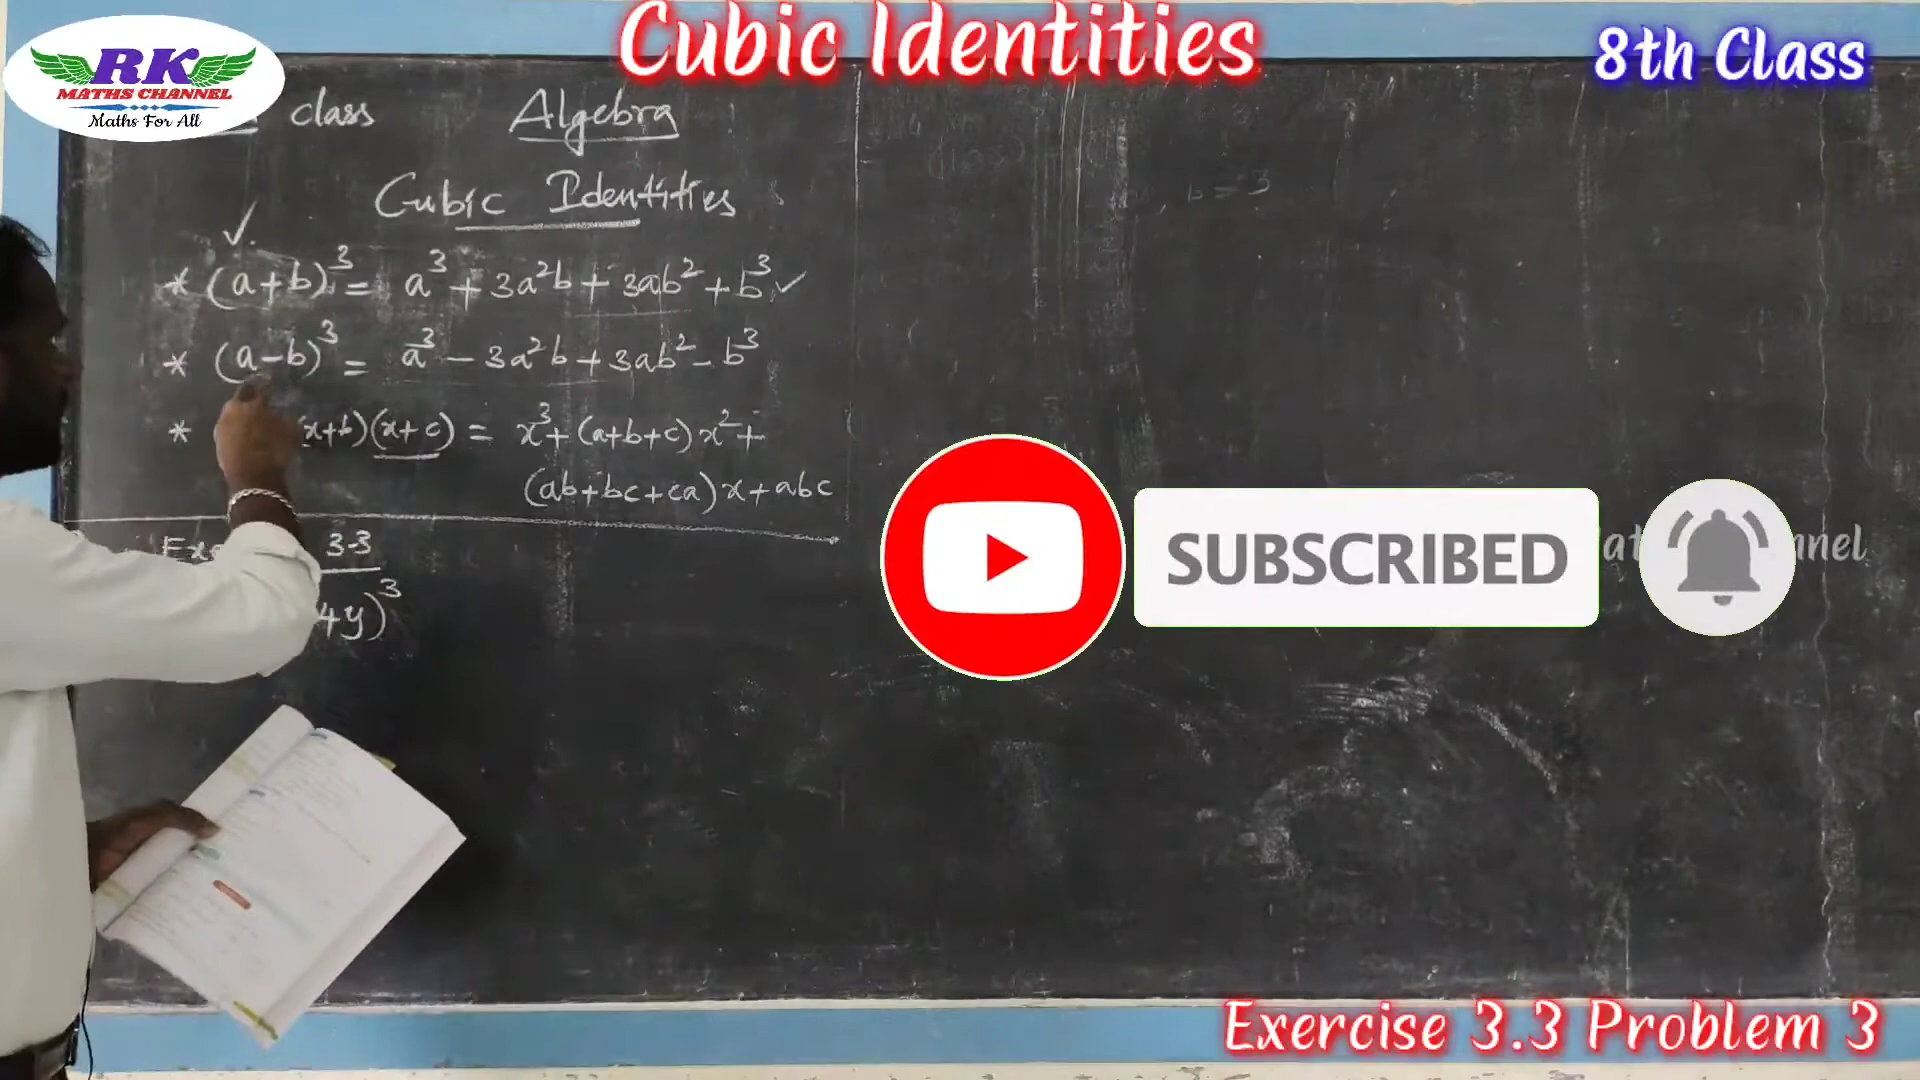 Cubic Identities
8th Class
RK
MATHS CHANNEL
Maths For All
class
Algebra
Cubic Identities
✓
* (a+b)³ = a³ + 3a²b + 3ab² + b³ ✓
* (a-b)³ = a³ - 3a²b + 3ab² - b³
* (x+b)(x+c) = x³ + (a+b+c)x² +
(ab+bc+ca)x + abc
3.3
4y)³
b = 3
SUBSCRIBED
Exercise 3.3 Problem 3